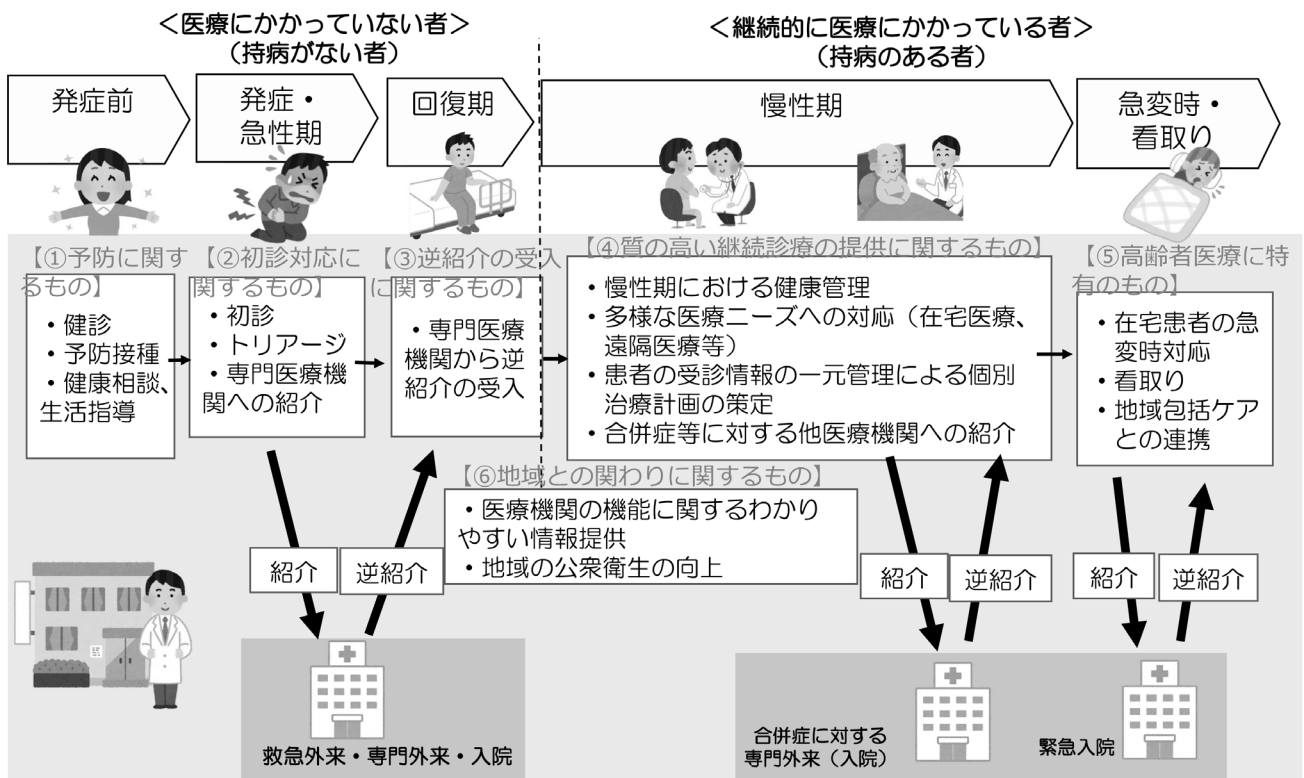 ＜医療にかかっていない者＞
（持病がない者）
＜継続的に医療にかかっている者＞
（持病のある者）
発症前
発症・
急性期
回復期
慢性期
急変時・
看取り
【①予防に関す
るもの】
・健診
・予防接種
・健康相談、
生活指導
【②初診対応に
関するもの】
・初診
・トリアージ
・専門医療機
関への紹介
【③逆紹介の受入
に関するもの】
・専門医療
機関から逆
紹介の受入
【④質の高い継続診療の提供に関するもの】
・慢性期における健康管理
・多様な医療ニーズへの対応（在宅医療、
遠隔医療等）
・患者の受診情報の一元管理による個別
治療計画の策定
・合併症等に対する他医療機関への紹介
【⑤高齢者医療に特
有のもの】
・在宅患者の急
変時対応
・看取り
・地域包括ケア
との連携
【⑥地域との関わりに関するもの】
・医療機関の機能に関するわかり
やすい情報提供
・地域の公衆衛生の向上
紹介
逆紹介
紹介
逆紹介
紹介
逆紹介
救急外来・専門外来・入院
合併症に対する
専門外来（入院）
緊急入院